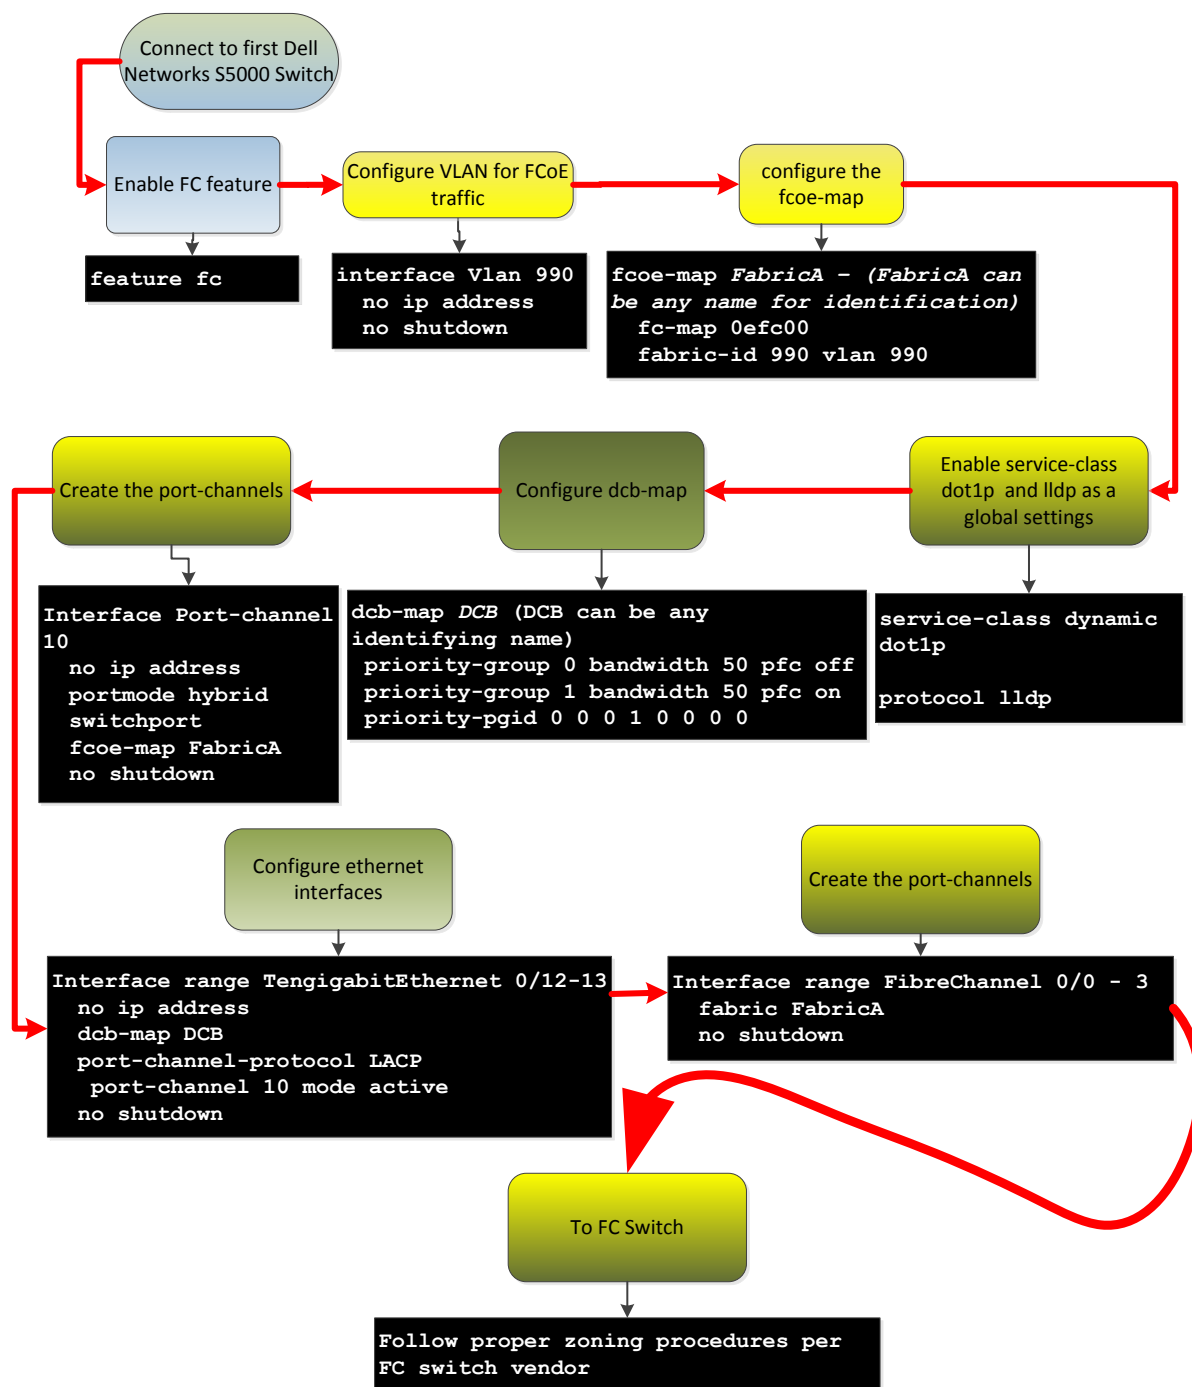 Connect to first Dell
Networks S5000 Switch
Enable FC feature
Configure VLAN for FCoE
traffic
configure the
fcoe-map
feature fc
interface Vlan 990
no ip address
no shutdown
fcoe-map FabricA – (FabricA can
be any name for identification)
fc-map 0efc00
fabric-id 990 vlan 990
Create the port-channels
Configure dcb-map
Enable service-class
dot1p and lldp as a
global settings
Interface Port-channel
10
no ip address
portmode hybrid
switchport
fcoe-map FabricA
no shutdown
dcb-map DCB (DCB can be any
identifying name)
priority-group 0 bandwidth 50 pfc off
priority-group 1 bandwidth 50 pfc on
priority-pgid 0 0 0 1 0 0 0 0
service-class dynamic
dot1p
protocol lldp
Configure ethernet
interfaces
Create the port-channels
Interface range TengigabitEthernet 0/12-13
no ip address
dcb-map DCB
port-channel-protocol LACP
port-channel 10 mode active
no shutdown
Interface range FibreChannel 0/0 - 3
fabric FabricA
no shutdown
To FC Switch
Follow proper zoning procedures per
FC switch vendor